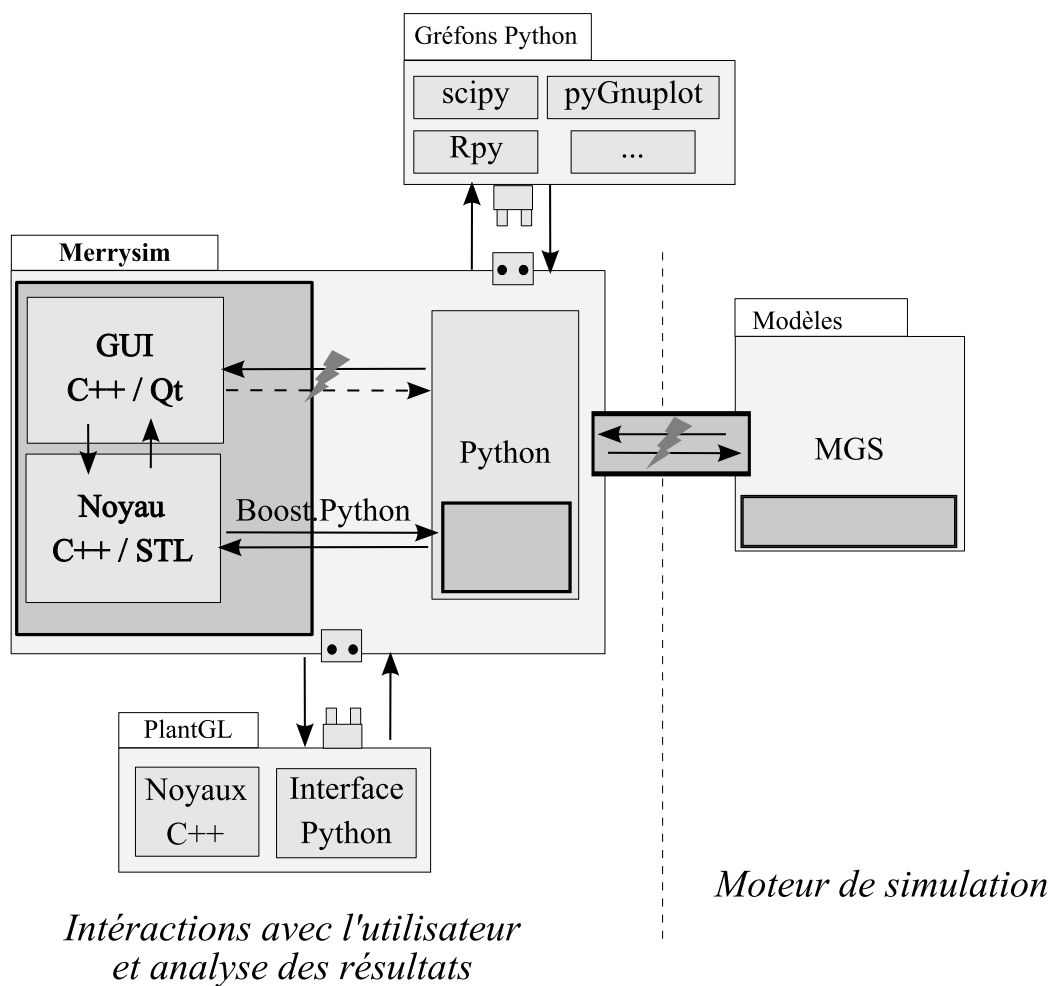 Gréfons Python
scipy
pyGnuplot
Rpy
...
Merrysim
GUI
C++ / Qt
Noyau
C++ / STL
Boost.Python
Python
Modèles
MGS
PlantGL
Noyaux
C++
Interface
Python
Moteur de simulation
Intéractions avec l'utilisateur
et analyse des résultats